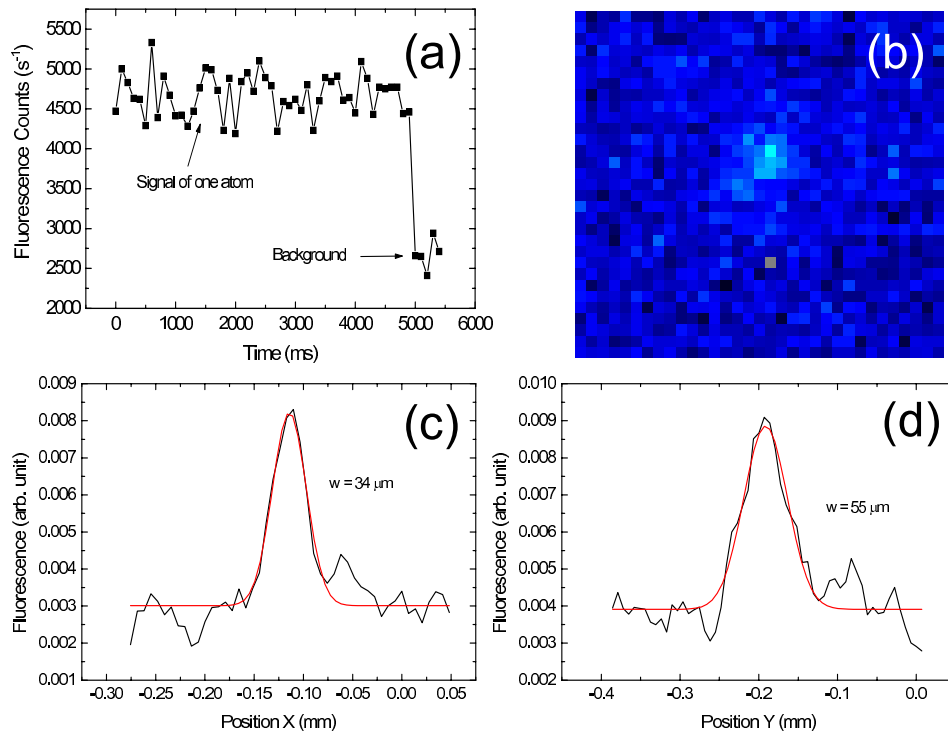 (a)
5500
5000
4500
4000
3500
3000
2500
2000
Fluorescence Counts (s⁻¹)
Signal of one atom
Background
0 1000 2000 3000 4000 5000 6000
Time (ms)
(b)
(c)
0.009
0.008
0.007
0.006
0.005
0.004
0.003
0.002
0.001
Fluorescence (arb. unit)
w = 34 μm
-0.30 -0.25 -0.20 -0.15 -0.10 -0.05 0.00 0.05
Position X (mm)
(d)
0.010
0.009
0.008
0.007
0.006
0.005
0.004
0.003
0.002
Fluorescence (arb. unit)
w = 55 μm
-0.4 -0.3 -0.2 -0.1 0.0
Position Y (mm)